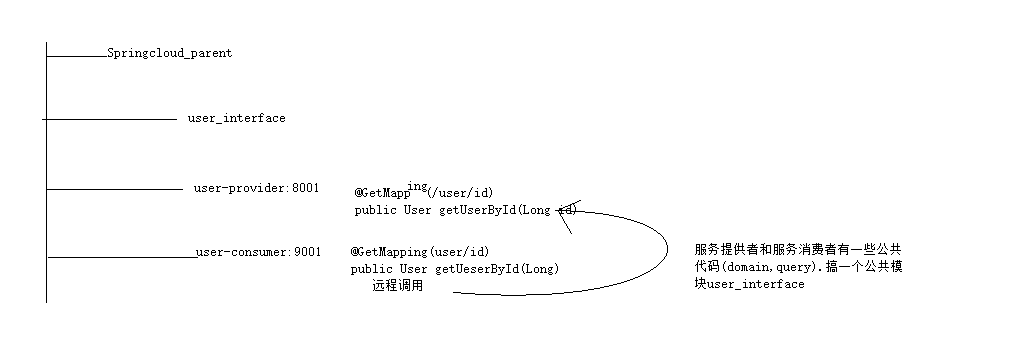 Springcloud_parent
user_interface
user-provider:8001
@GetMapping(/user/id)
public User getUserById(Long id)
user-consumer:9001
@GetMapping(user/id)
public User getUeserById(Long)
远程调用
服务提供者和服务消费者有一些公共
代码(domain,query).搞一个公共模
块user_interface